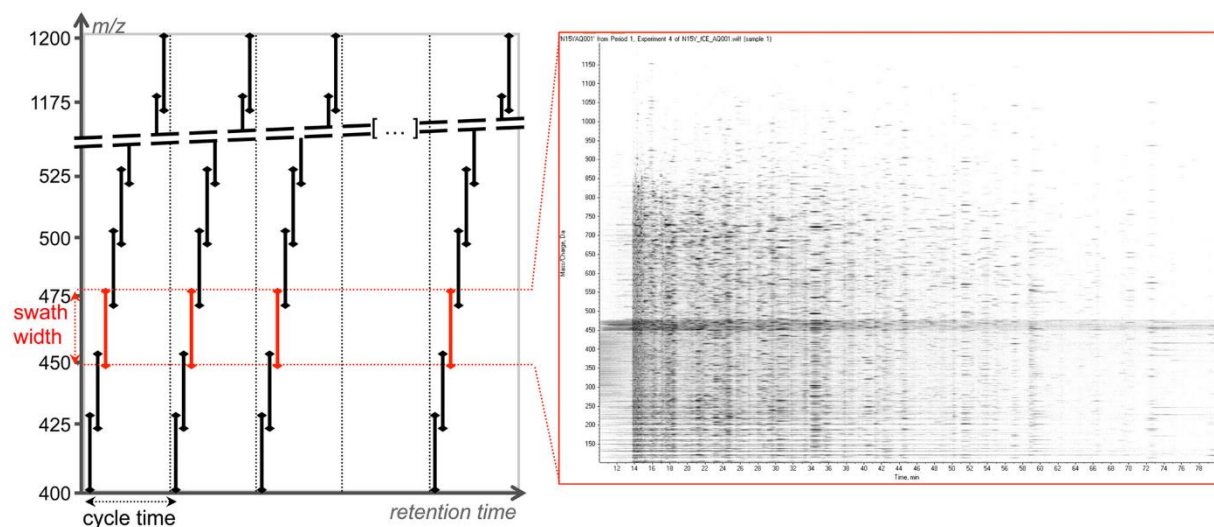 m/z
1200
1175
[ ... ]
525
500
475
swath
width
450
425
400
cycle time
retention time
N15YAQ001' from Period 1, Experiment 4 of N15Y_ICE_AQ001.wiff (sample 1)
Mass/Charge, Da
1150
1100
1050
1000
950
900
850
800
750
700
650
600
550
500
450
400
350
300
250
200
150
12 14 16 18 20 22 24 26 28 30 32 34 36 38 40 42 44 46 48 50 52 54 56 58 60 62 64 66 68 70 72 74 76 78
Time, min